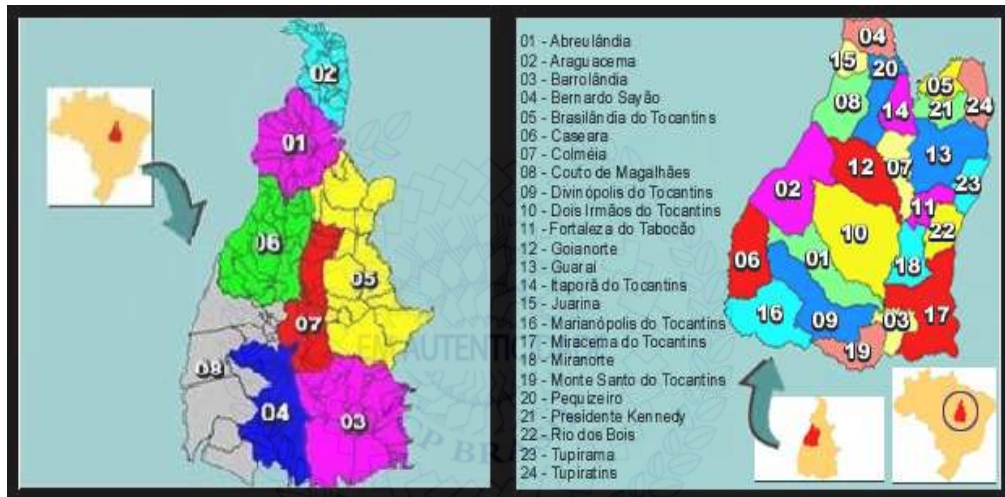 02
01
06
05
07
08
04
03
01 - Abreulândia
02 - Araguacema
03 - Barrolândia
04 - Bernardo Sayão
05 - Brasilândia do Tocantins
06 - Caseara
07 - Colméia
08 - Couto de Magalhães
09 - Divinópolis do Tocantins
10 - Dois Irmãos do Tocantins
11 - Fortaleza do Tabocão
12 - Goianorte
13 - Guaraí
14 - Itaporã do Tocantins
15 - Juarina
16 - Marianópolis do Tocantins
17 - Miracema do Tocantins
18 - Miranorte
19 - Monte Santo do Tocantins
20 - Pequizeiro
21 - Presidente Kennedy
22 - Rio dos Bois
23 - Tupirama
24 - Tupiratins
04
15
20
05
08
14
21
24
13
12
07
02
23
11
22
10
06
01
18
16
09
03
17
19